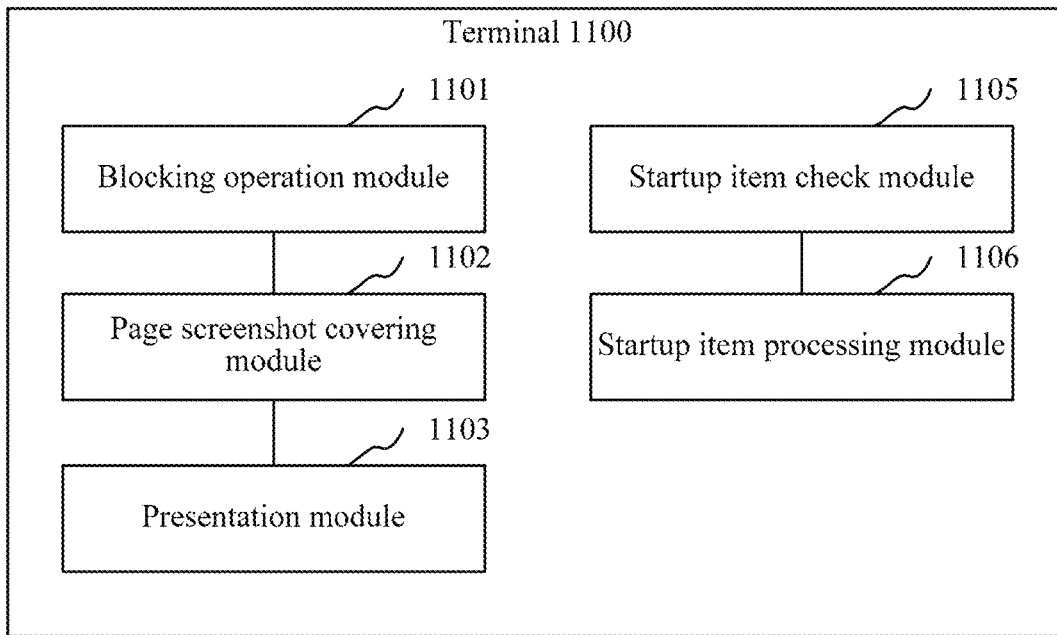 Terminal 1100
1101
Blocking operation module
1102
Page screenshot covering
module
1103
Presentation module
1105
Startup item check module
1106
Startup item processing module